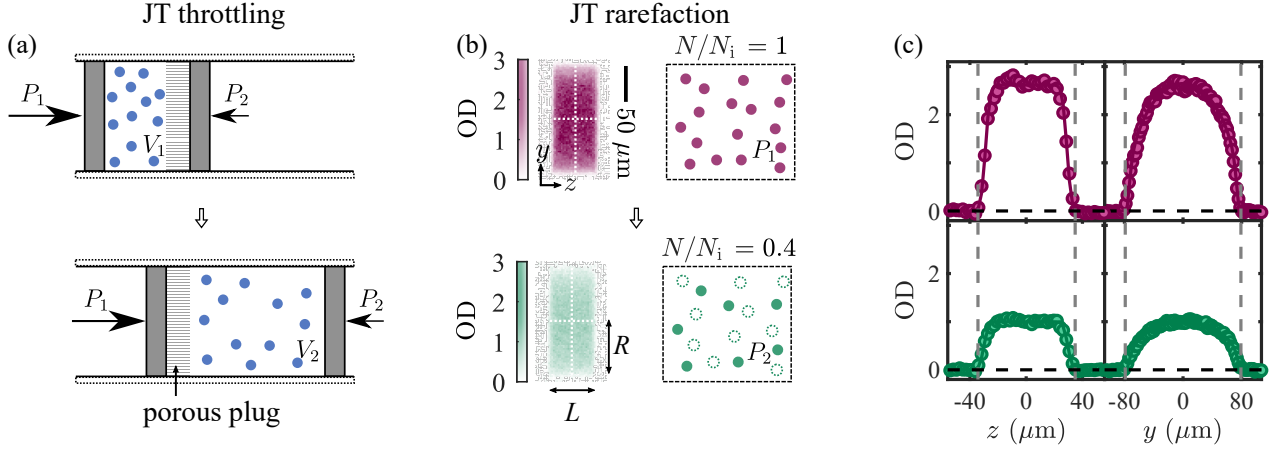 JT throttling
JT rarefaction
(a)
P₁
P₂
V₁
P₁
P₂
V₂
porous plug
(b)
3
2
1
0
OD
y
z
50 μm
N/Nᵢ = 1
P₁
3
2
1
0
OD
R
L
N/Nᵢ = 0.4
P₂
(c)
OD
2
0
OD
2
0
-40
0
40
-80
0
80
z (μm)
y (μm)